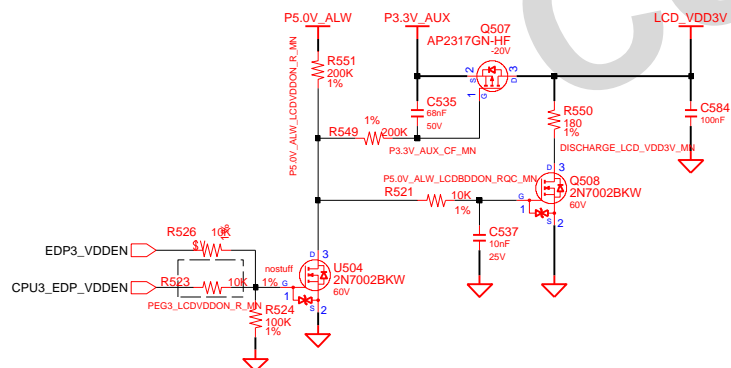 P5.0V_ALW
P3.3V_AUX
Q507
AP2317GN-HF
-20V
LCD_VDD3V
R551
200K
1%
P5.0V_ALW_LCDVDDON_R_MN
2
S
D
3
1
G
C535
68nF
50V
R550
180
1%
C584
100nF
1%
R549
200K
P3.3V_AUX_CF_MN
DISCHARGE_LCD_VDD3V_MN
P5.0V_ALW_LCDBDDON_RQC_MN
R521
10K
1%
D
3
Q508
2N7002BKW
60V
G
1
S
2
C537
10nF
25V
R526
10K
EDP3_VDDEN
R523
10K
CPU3_EDP_VDDEN
PEG3_LCDVDDON_R_MN
1%
nostuff
D
3
U504
2N7002BKW
60V
G
1
S
2
R524
100K
1%